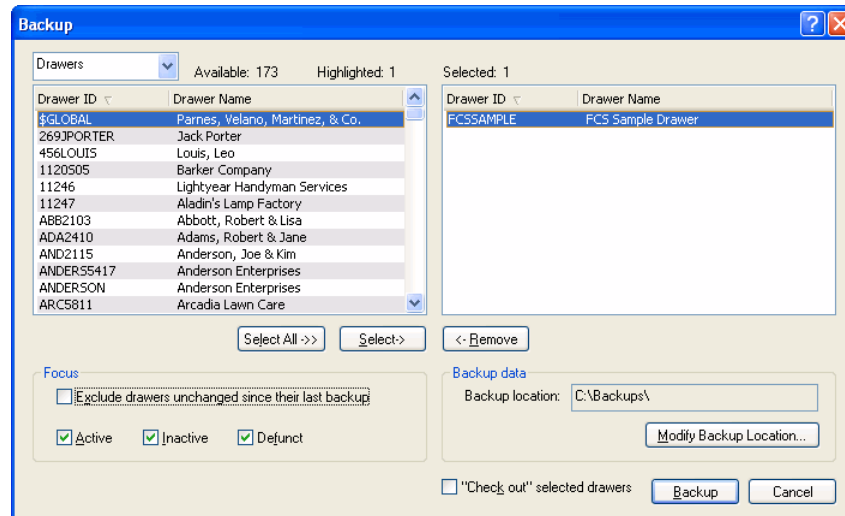 Backup
Drawers Available: 173 Highlighted: 1 Selected: 1
Drawer ID Drawer Name Drawer ID Drawer Name
$GLOBAL Parnes, Velano, Martinez, & Co. FCSSAMPLE FCS Sample Drawer
269JPORTER Jack Porter
456LOUIS Louis, Leo
1120S05 Barker Company
11246 Lightyear Handyman Services
11247 Aladin's Lamp Factory
ABB2103 Abbott, Robert & Lisa
ADA2410 Adams, Robert & Jane
AND2115 Anderson, Joe & Kim
ANDERS5417 Anderson Enterprises
ANDERSON Anderson Enterprises
ARC5811 Arcadia Lawn Care
Select All ->> Select-> <- Remove
Focus Backup data
Exclude drawers unchanged since their last backup Backup location: C:\Backups\
Active Inactive Defunct Modify Backup Location...
"Check out" selected drawers Backup Cancel